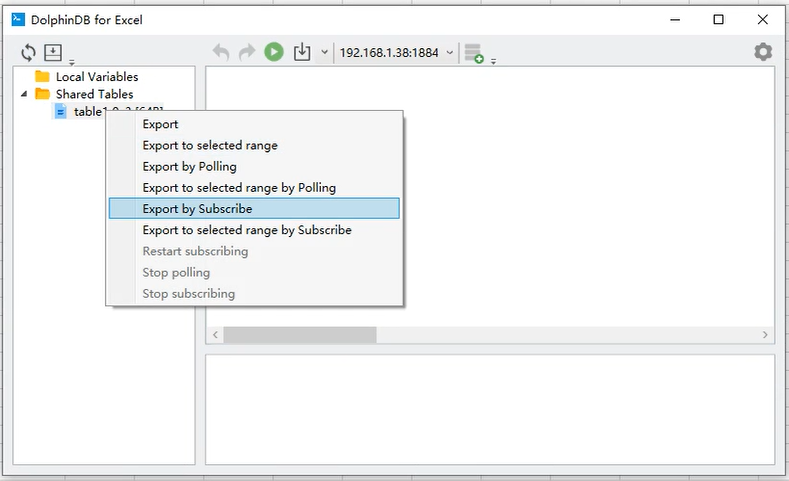 DolphinDB for Excel
192.168.1.38:1884
Local Variables
Shared Tables
Export
Export to selected range
Export by Polling
Export to selected range by Polling
Export by Subscribe
Export to selected range by Subscribe
Restart subscribing
Stop polling
Stop subscribing